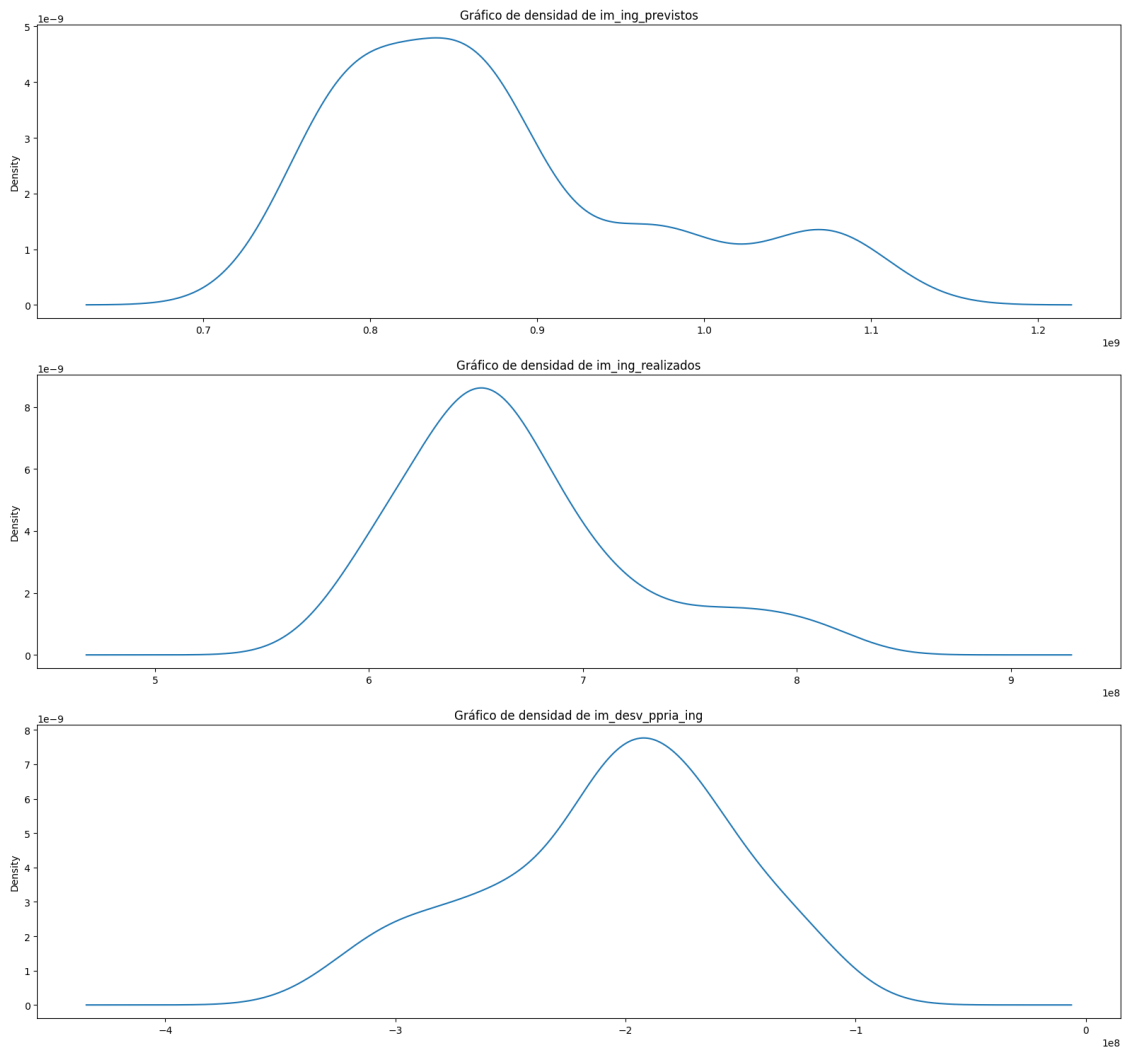 Gráfico de densidad de im_ing_previstos
1e−9
5
4
3
2
1
0
Density
0.7 0.8 0.9 1.0 1.1 1.2
1e9
Gráfico de densidad de im_ing_realizados
1e−9
8
6
4
2
0
Density
5 6 7 8 9
1e8
Gráfico de densidad de im_desv_ppria_ing
1e−9
8
7
6
5
4
3
2
1
0
Density
−4 −3 −2 −1 0
1e8